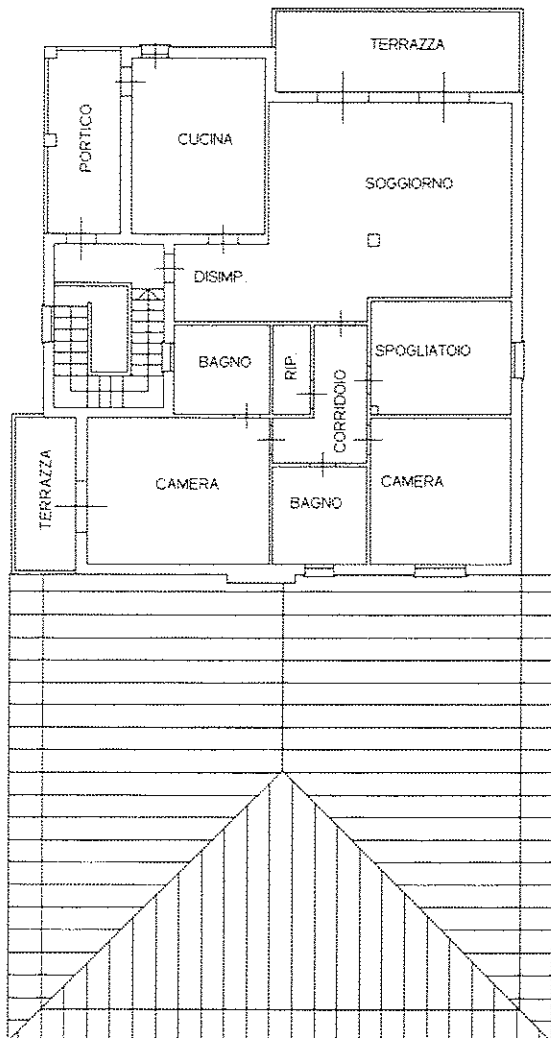 TERRAZZA
PORTICO
CUCINA
SOGGIORNO
DISIMP.
BAGNO
RIP.
CORRIDOIO
SPOGLIATOIO
TERRAZZA
CAMERA
BAGNO
CAMERA